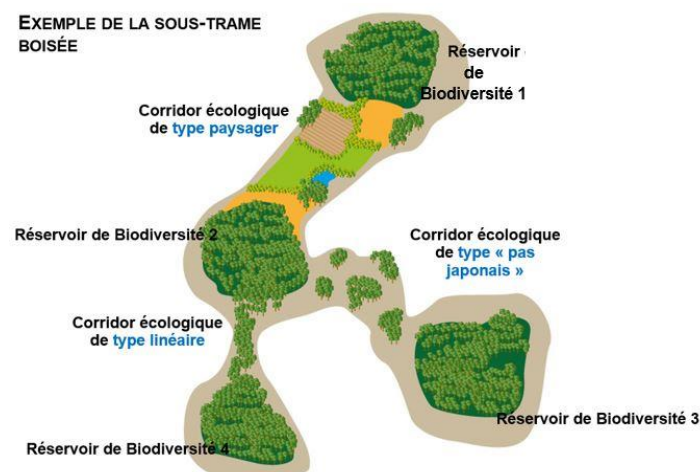 EXEMPLE DE LA SOUS-TRAME
BOISÉE
Réservoir
de
Biodiversité 1
Corridor écologique
de type paysager
Réservoir de Biodiversité 2
Corridor écologique
de type « pas
japonais »
Corridor écologique
de type linéaire
Réservoir de Biodiversité 3
Réservoir de Biodiversité 4